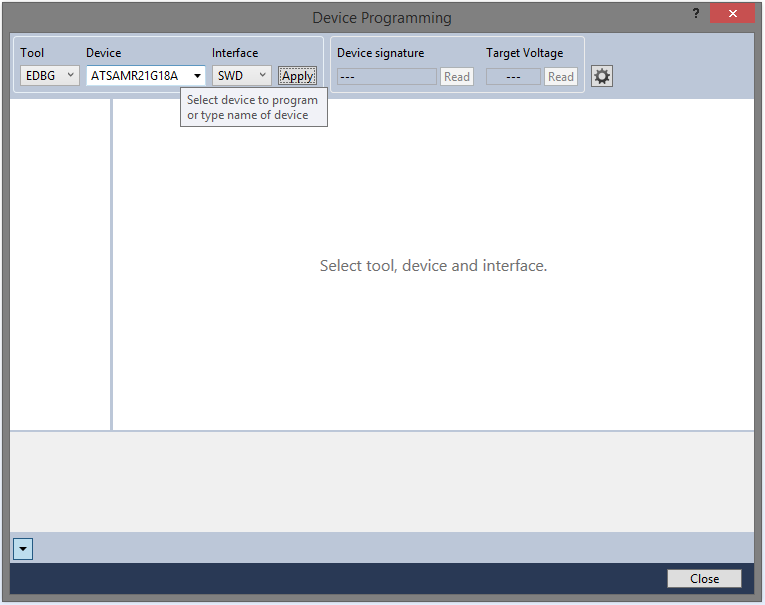 Device Programming
?
Tool
Device
Interface
Device signature
Target Voltage
EDBG
ATSAMR21G18A
SWD
Apply
---
Read
---
Read
Select device to program
or type name of device
Select tool, device and interface.
Close